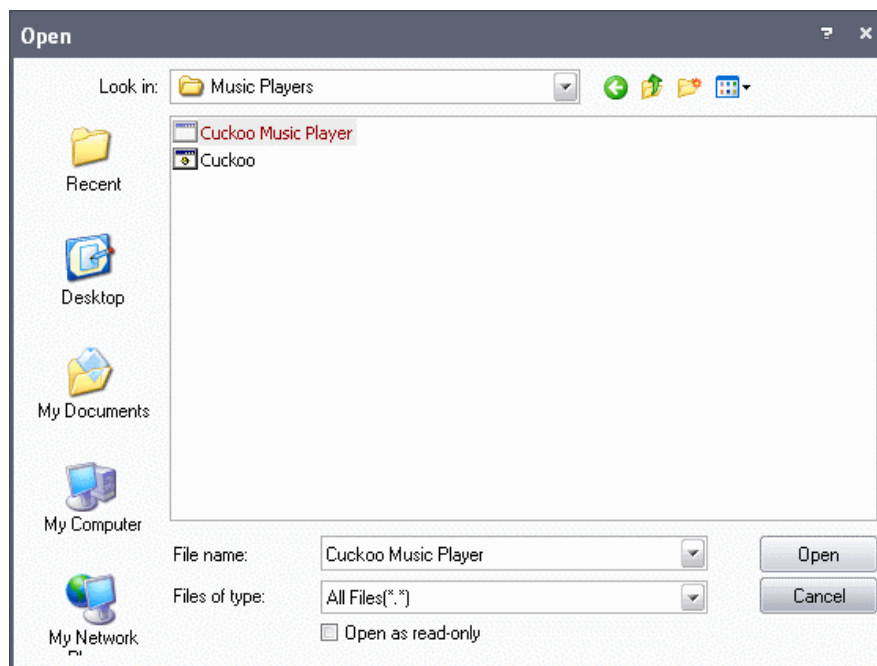 Open
Look in: Music Players
Cuckoo Music Player
Cuckoo
Recent
Desktop
My Documents
My Computer
My Network
File name: Cuckoo Music Player Open
Files of type: All Files(*.*) Cancel
Open as read-only